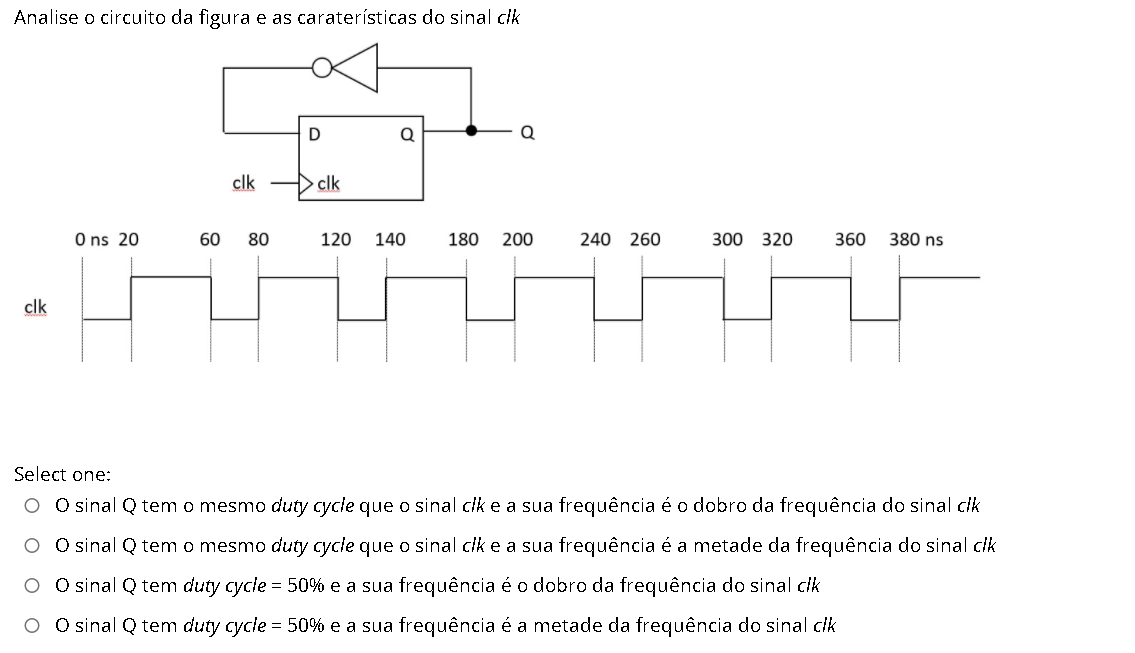 Analise o circuito da figura e as caraterísticas do sinal clk
D Q Q
clk clk
0 ns 20 60 80 120 140 180 200 240 260 300 320 360 380 ns
clk
Select one:
O sinal Q tem o mesmo duty cycle que o sinal clk e a sua frequência é o dobro da frequência do sinal clk
O sinal Q tem o mesmo duty cycle que o sinal clk e a sua frequência é a metade da frequência do sinal clk
O sinal Q tem duty cycle = 50% e a sua frequência é o dobro da frequência do sinal clk
O sinal Q tem duty cycle = 50% e a sua frequência é a metade da frequência do sinal clk